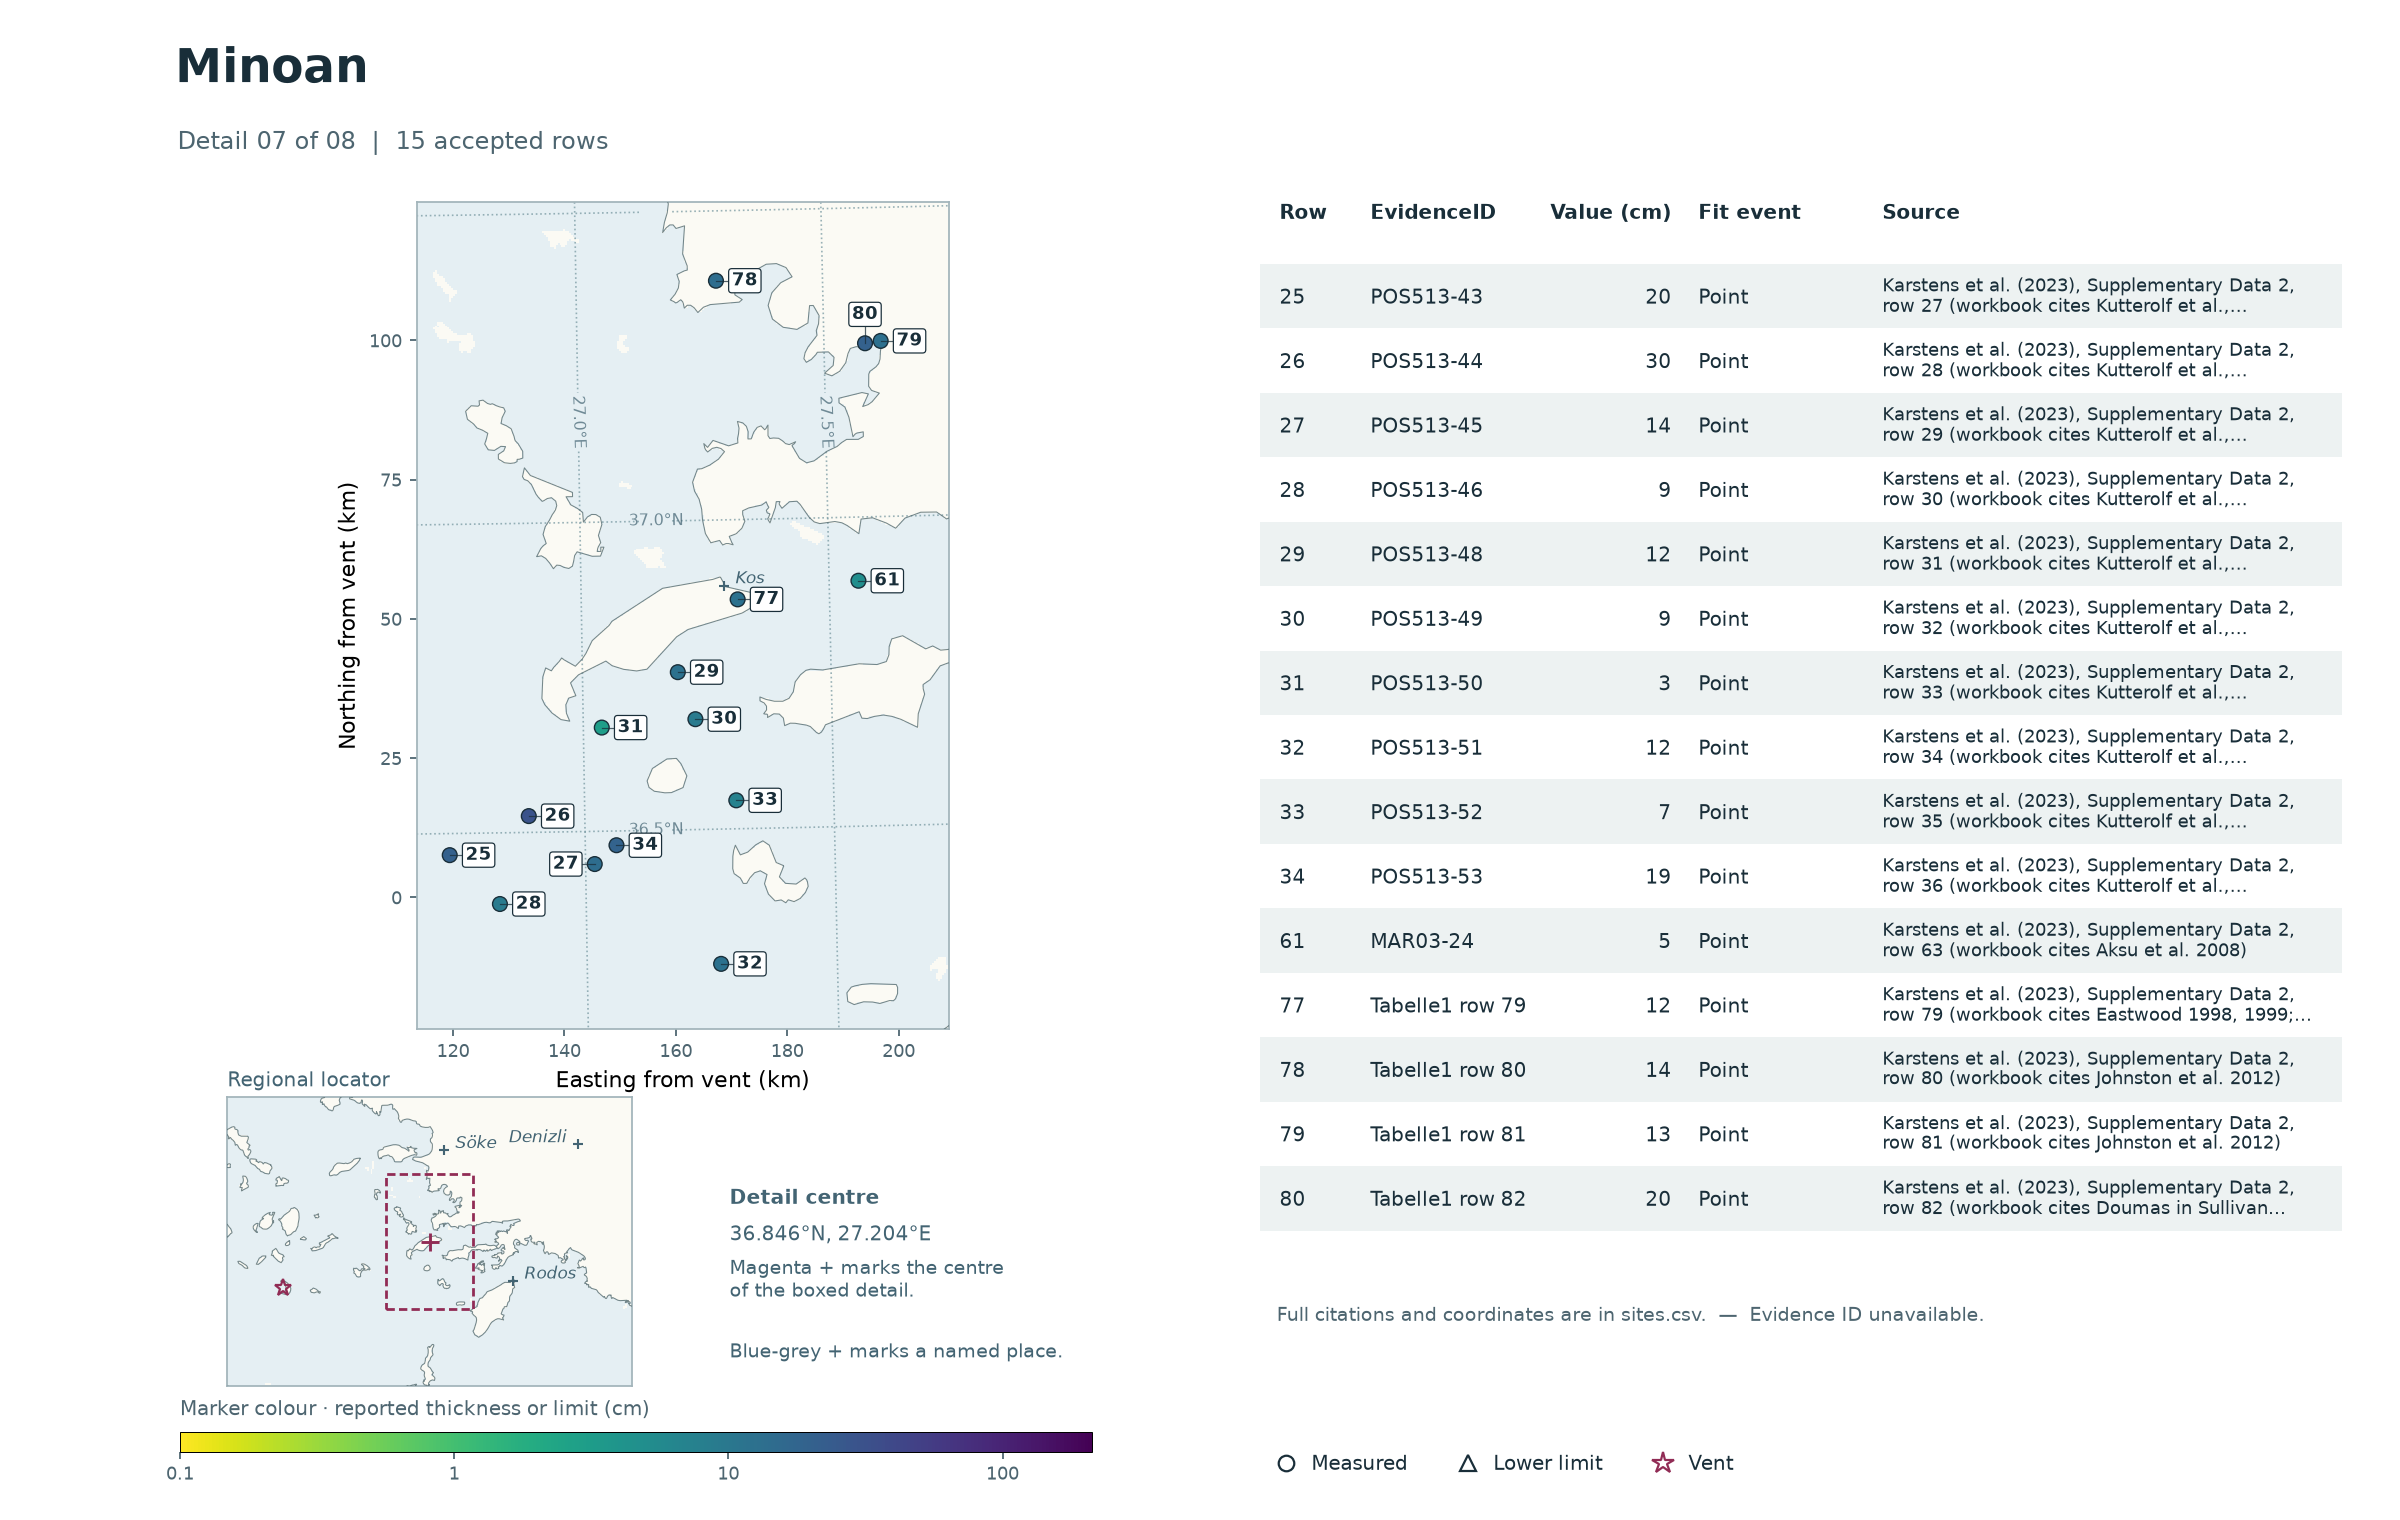 Minoan
Detail 07 of 08 | 15 accepted rows
78
80
79
100
27.0°E
27.5°E
75
37.0°N
Northing from vent (km)
Kos
61
77
50
29
30
31
25
33
26
36.5°N
34
25
27
28
0
32
120
140
160
180
200
Easting from vent (km)
Regional locator
Söke
Denizli
Rodos
Detail centre
36.846°N, 27.204°E
Magenta + marks the centre
of the boxed detail.
Blue-grey + marks a named place.
Marker colour · reported thickness or limit (cm)
0.1
1
10
100
Row EvidenceID Value (cm) Fit event Source
25 POS513-43 20 Point Karstens et al. (2023), Supplementary Data 2,
row 27 (workbook cites Kutterolf et al.,...
26 POS513-44 30 Point Karstens et al. (2023), Supplementary Data 2,
row 28 (workbook cites Kutterolf et al.,...
27 POS513-45 14 Point Karstens et al. (2023), Supplementary Data 2,
row 29 (workbook cites Kutterolf et al.,...
28 POS513-46 9 Point Karstens et al. (2023), Supplementary Data 2,
row 30 (workbook cites Kutterolf et al.,...
29 POS513-48 12 Point Karstens et al. (2023), Supplementary Data 2,
row 31 (workbook cites Kutterolf et al.,...
30 POS513-49 9 Point Karstens et al. (2023), Supplementary Data 2,
row 32 (workbook cites Kutterolf et al.,...
31 POS513-50 3 Point Karstens et al. (2023), Supplementary Data 2,
row 33 (workbook cites Kutterolf et al.,...
32 POS513-51 12 Point Karstens et al. (2023), Supplementary Data 2,
row 34 (workbook cites Kutterolf et al.,...
33 POS513-52 7 Point Karstens et al. (2023), Supplementary Data 2,
row 35 (workbook cites Kutterolf et al.,...
34 POS513-53 19 Point Karstens et al. (2023), Supplementary Data 2,
row 36 (workbook cites Kutterolf et al.,...
61 MAR03-24 5 Point Karstens et al. (2023), Supplementary Data 2,
row 63 (workbook cites Aksu et al. 2008)
77 Tabelle1 row 79 12 Point Karstens et al. (2023), Supplementary Data 2,
row 79 (workbook cites Eastwood 1998, 1999;...
78 Tabelle1 row 80 14 Point Karstens et al. (2023), Supplementary Data 2,
row 80 (workbook cites Johnston et al. 2012)
79 Tabelle1 row 81 13 Point Karstens et al. (2023), Supplementary Data 2,
row 81 (workbook cites Johnston et al. 2012)
80 Tabelle1 row 82 20 Point Karstens et al. (2023), Supplementary Data 2,
row 82 (workbook cites Doumas in Sullivan...
Full citations and coordinates are in sites.csv. — Evidence ID unavailable.
Measured
Lower limit
Vent